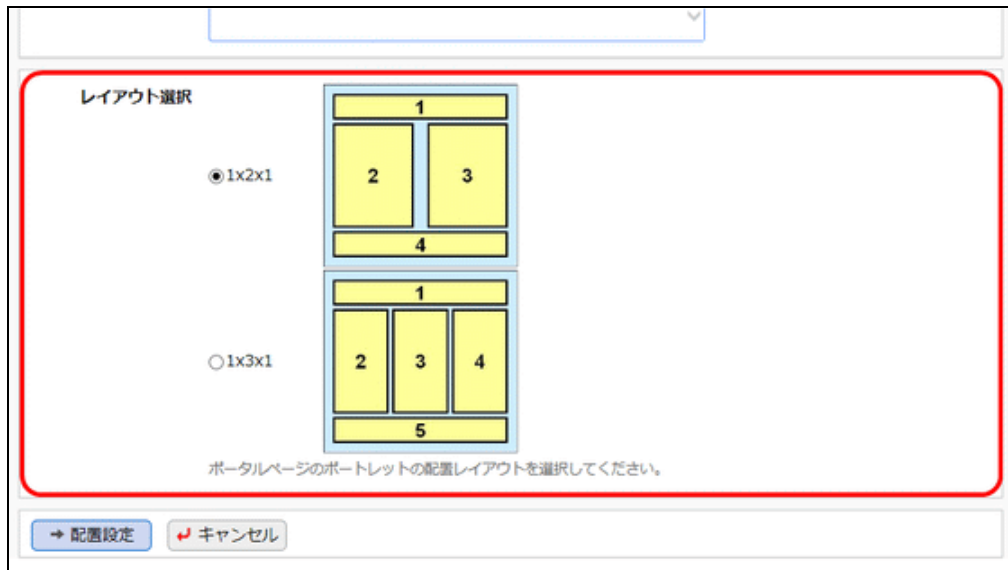 レイアウト選択
1
1x2x1
2 3
4
1
1x3x1
2 3 4
5
ポータルページのポートレットの配置レイアウトを選択してください。
配置設定 キャンセル